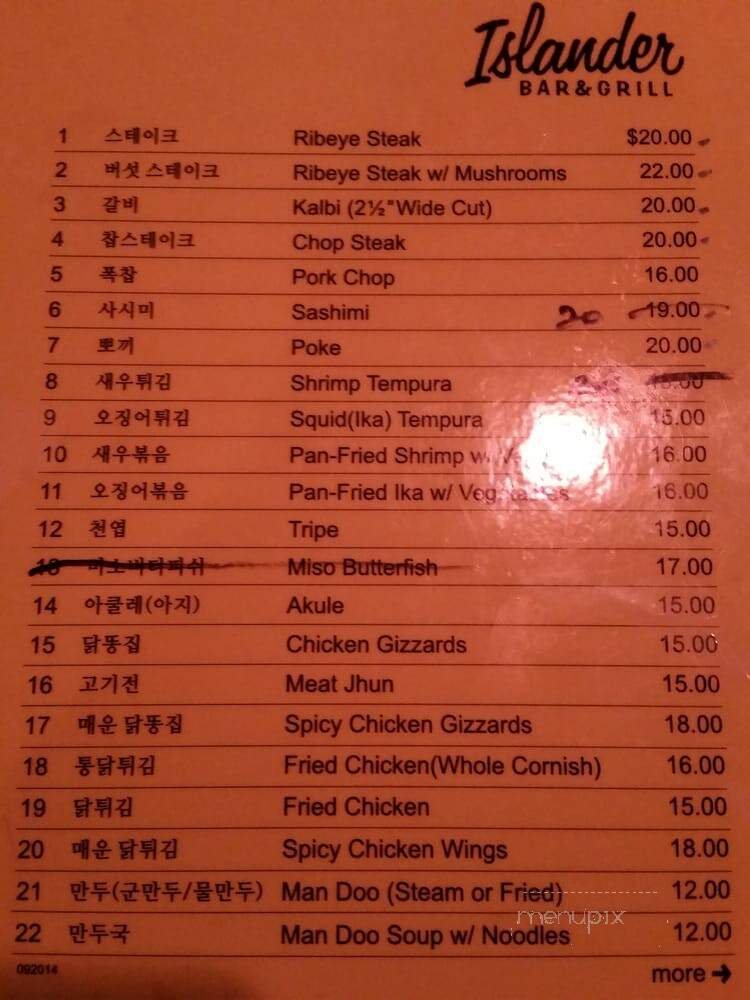 Islander
BAR&GRILL
1 스테이크 Ribeye Steak $20.00
2 버섯 스테이크 Ribeye Steak w/ Mushrooms 22.00
3 갈비 Kalbi (2½"Wide Cut) 20.00
4 찹스테이크 Chop Steak 20.00
5 폭찹 Pork Chop 16.00
6 사시미 Sashimi 20 19.00
7 뽀끼 Poke 20.00
8 새우튀김 Shrimp Tempura
9 오징어튀김 Squid(Ika) Tempura 15.00
10 새우볶음 Pan-Fried Shrimp 16.00
11 오징어볶음 Pan-Fried Ika w/ Vegetables 16.00
12 천엽 Tripe 15.00
13 미소버터피쉬 Miso Butterfish 17.00
14 아쿨레(아지) Akule 15.00
15 닭똥집 Chicken Gizzards 15.00
16 고기전 Meat Jhun 15.00
17 매운 닭똥집 Spicy Chicken Gizzards 18.00
18 통닭튀김 Fried Chicken(Whole Cornish) 16.00
19 닭튀김 Fried Chicken 15.00
20 매운 닭튀김 Spicy Chicken Wings 18.00
21 만두(군만두/물만두) Man Doo (Steam or Fried) 12.00
22 만두국 Man Doo Soup w/ Noodles 12.00
menupix
092014 more →